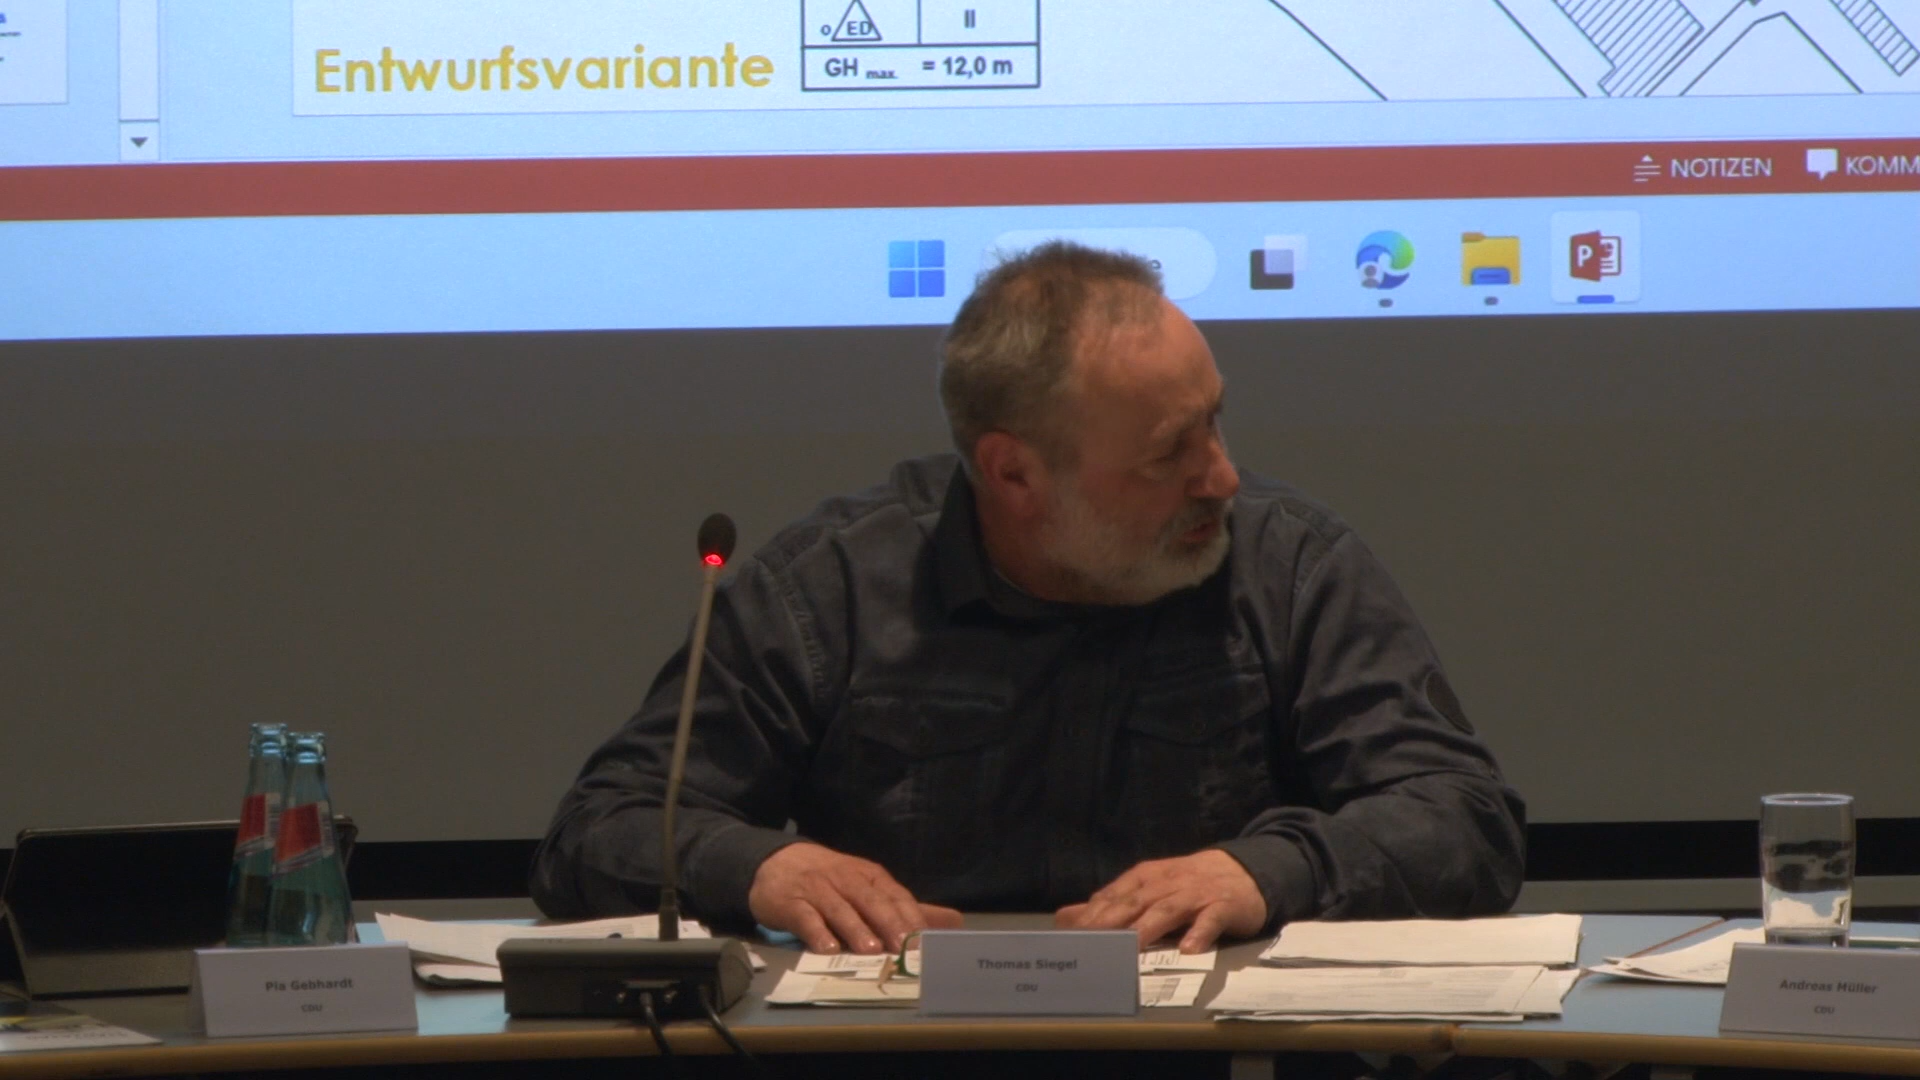 o ED
II
Entwurfsvariante
GH max. = 12,0 m
NOTIZEN
KOMM
e
P
Pia Gebhardt
CDU
Thomas Siegel
CDU
Andreas Müller
CDU